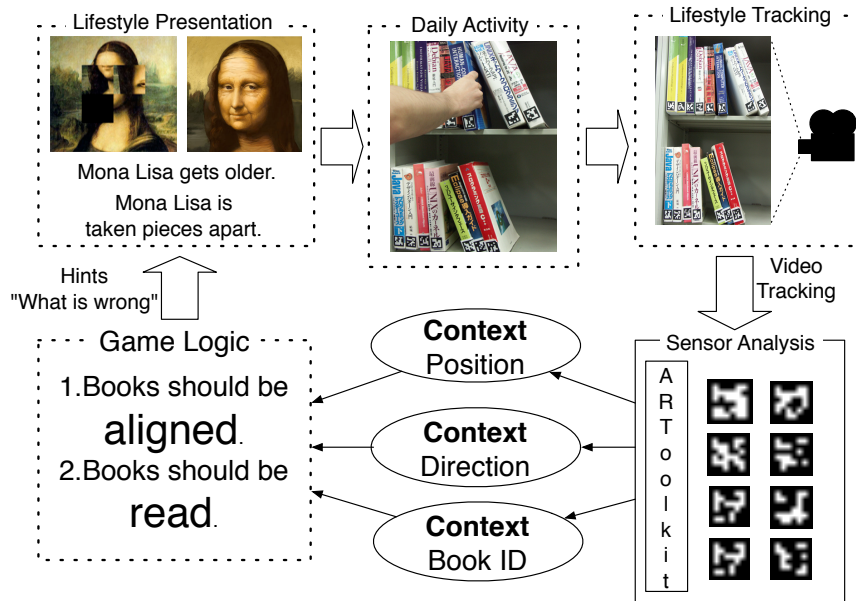 Lifestyle Presentation
Mona Lisa gets older.
Mona Lisa is
taken pieces apart.
Daily Activity
Lifestyle Tracking
Video
Tracking
Sensor Analysis
ARToolkit
Context
Position
Context
Direction
Context
Book ID
Game Logic
1.Books should be
aligned.
2.Books should be
read.
Hints
"What is wrong"